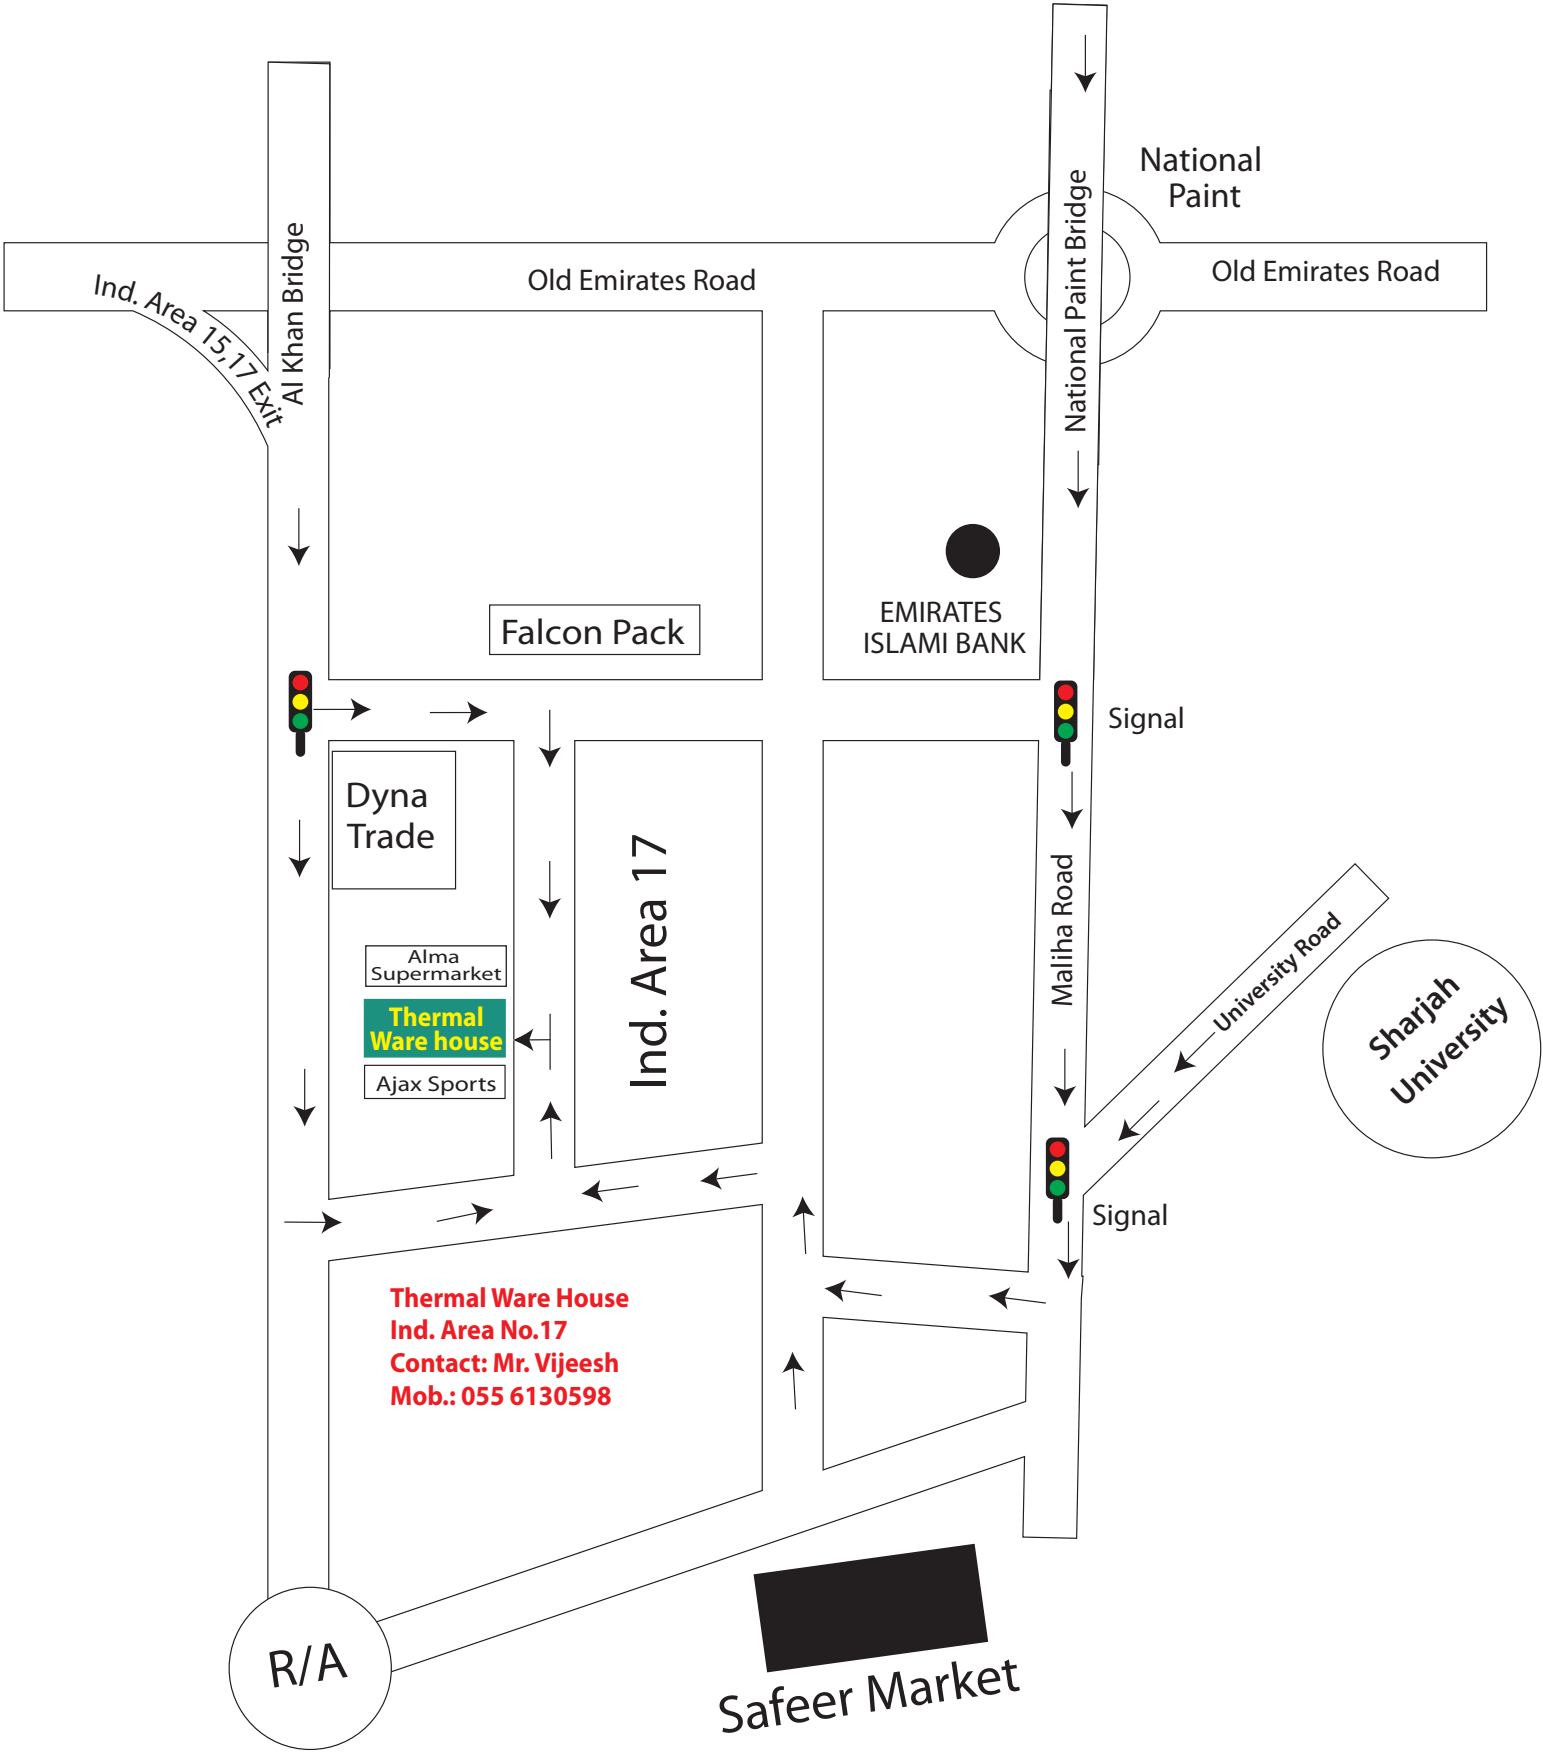 National
Paint
National Paint Bridge
Al Khan Bridge
Old Emirates Road
Old Emirates Road
Ind. Area 15,17 Exit
EMIRATES
ISLAMI BANK
Falcon Pack
Signal
Dyna
Trade
Ind. Area 17
Maliha Road
University Road
Sharjah
University
Alma
Supermarket
Thermal
Ware house
Ajax Sports
Signal
Thermal Ware House
Ind. Area No.17
Contact: Mr. Vijeesh
Mob.: 055 6130598
R/A
Safeer Market